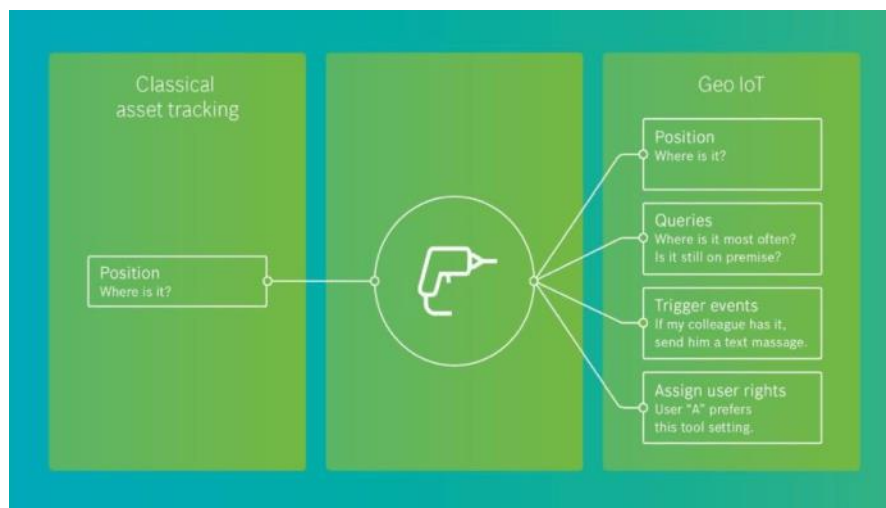 Classical
asset tracking
Position
Where is it?
Geo IoT
Position
Where is it?
Queries
Where is it most often?
Is it still on premise?
Trigger events
If my colleague has it,
send him a text massage.
Assign user rights
User "A" prefers
this tool setting.